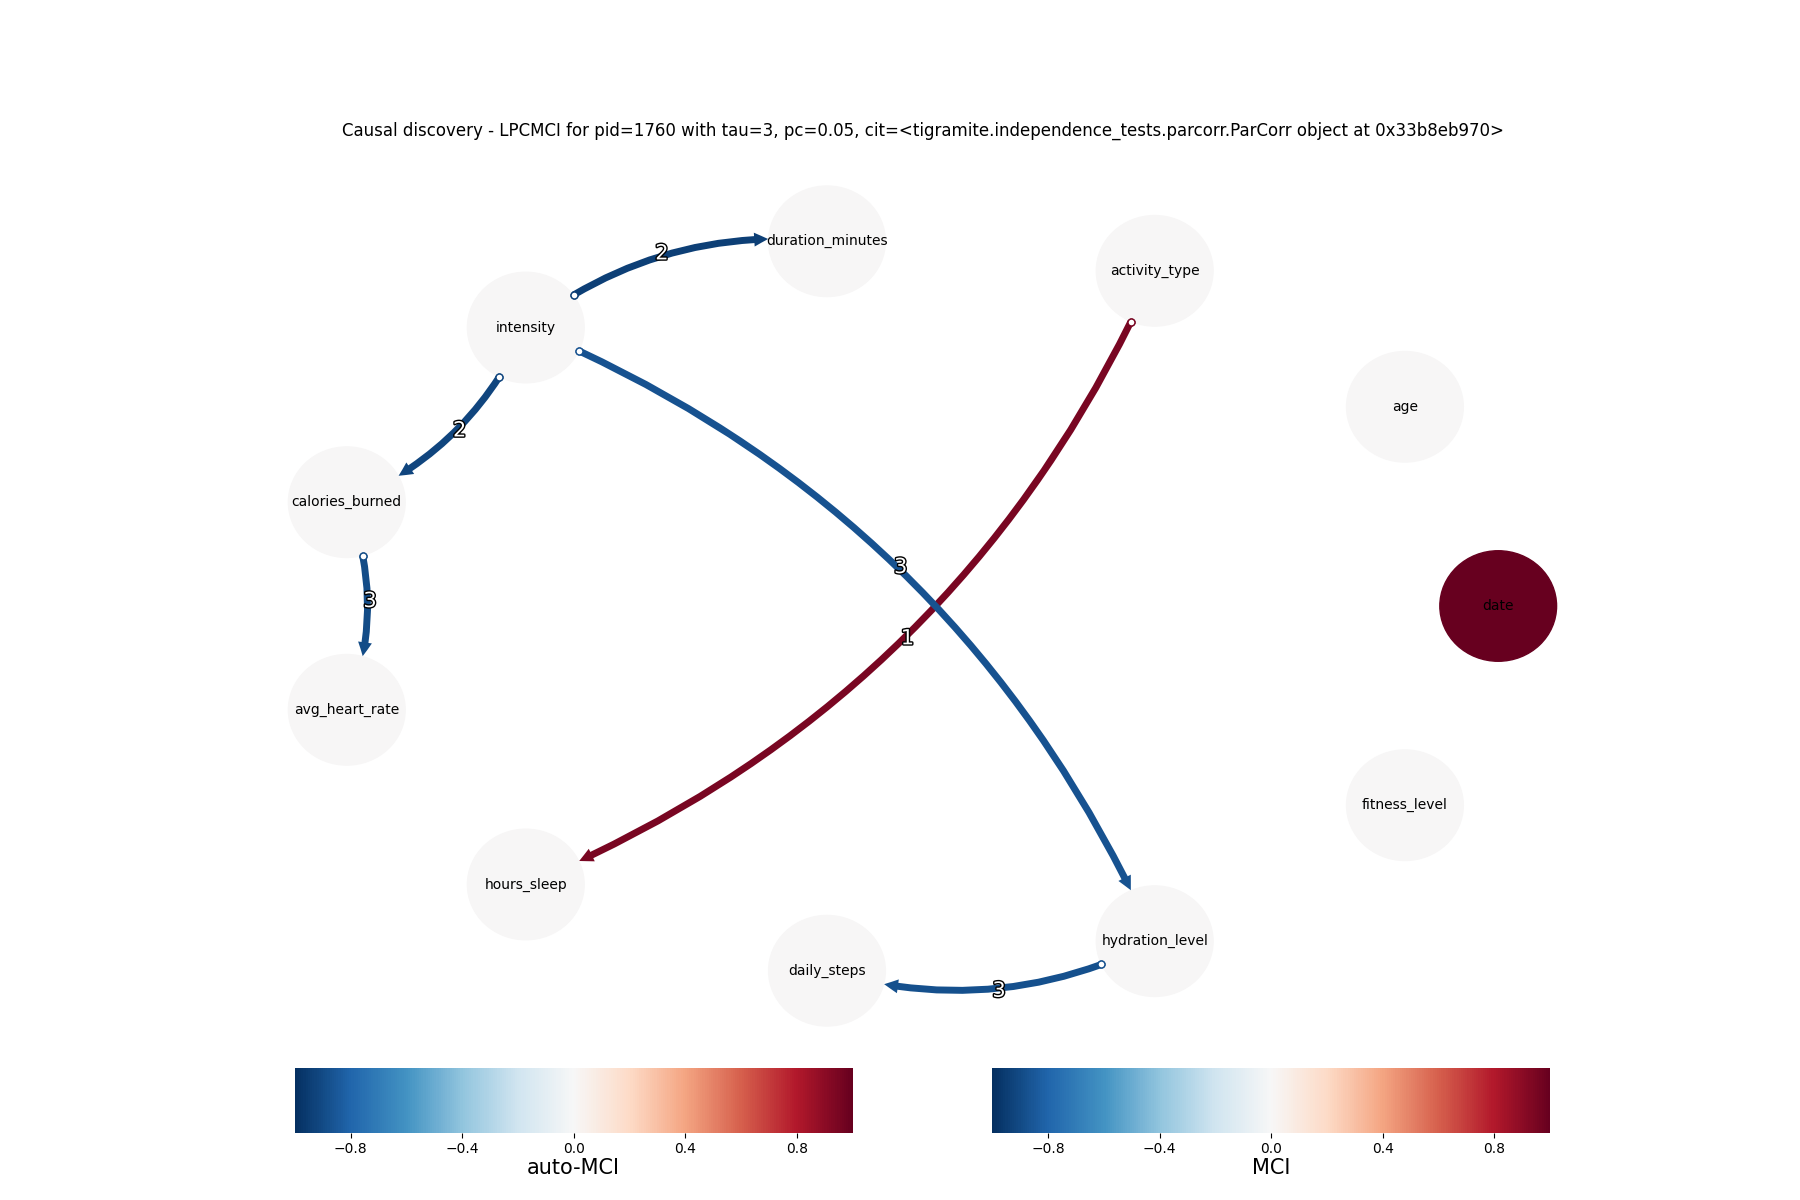 Causal discovery - LPCMCI for pid=1760 with tau=3, pc=0.05, cit=<tigramite.independence_tests.parcorr.ParCorr object at 0x33b8eb970>
duration_minutes
2
activity_type
intensity
age
2
calories_burned
3
3
date
1
avg_heart_rate
fitness_level
hours_sleep
hydration_level
daily_steps
3
−0.8 −0.4 0.0 0.4 0.8
auto-MCI
−0.8 −0.4 0.0 0.4 0.8
MCI